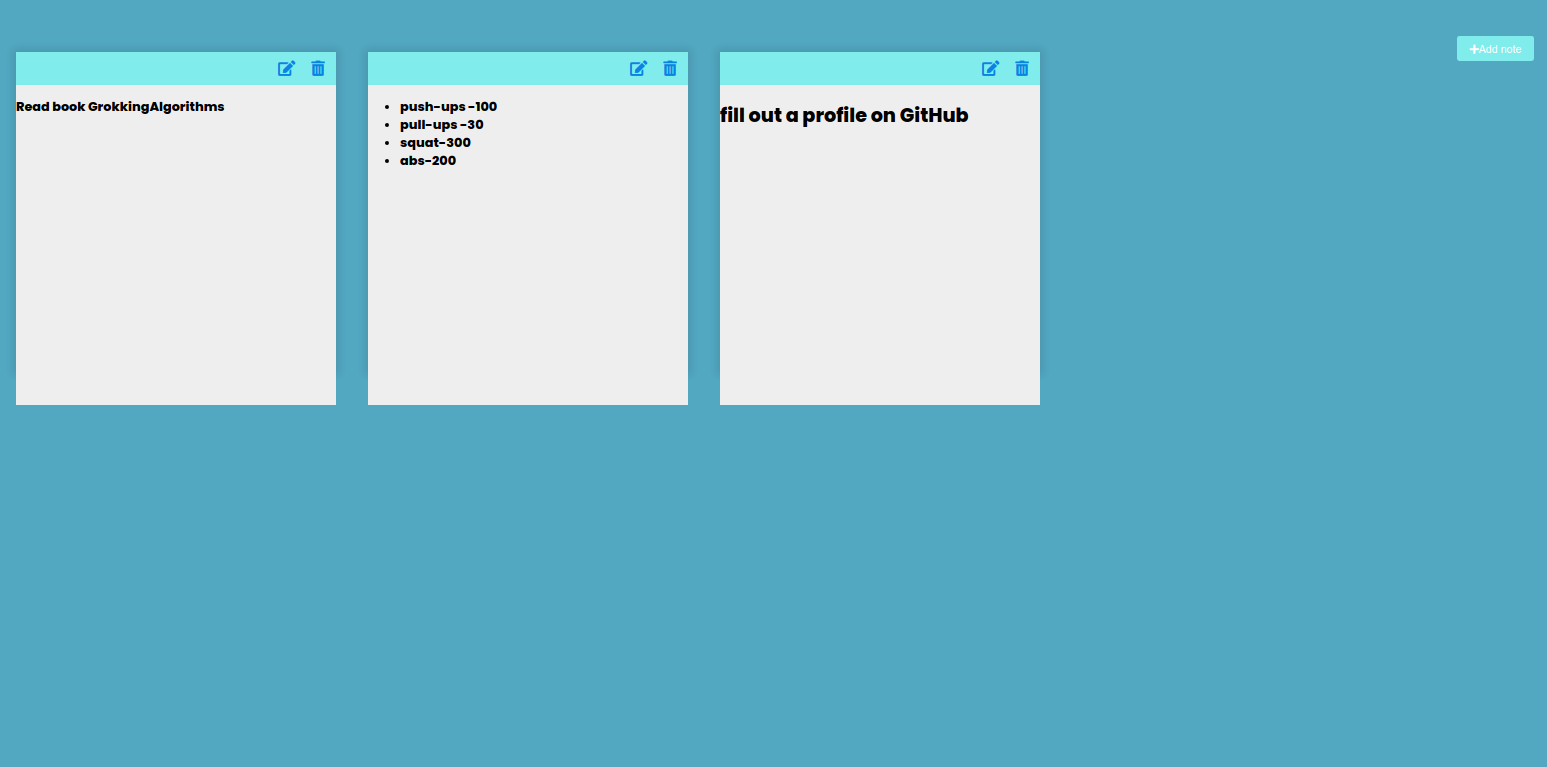 Add note
Read book GrokkingAlgorithms
push-ups -100
pull-ups -30
squat-300
abs-200
fill out a profile on GitHub